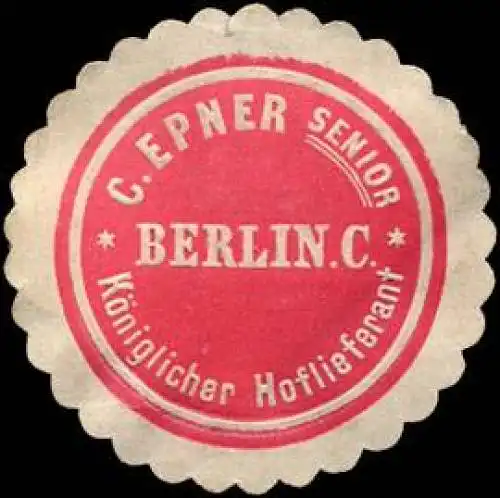 C. EPNER SENIOR
* BERLIN.C. *
Königlicher Hoflieferant